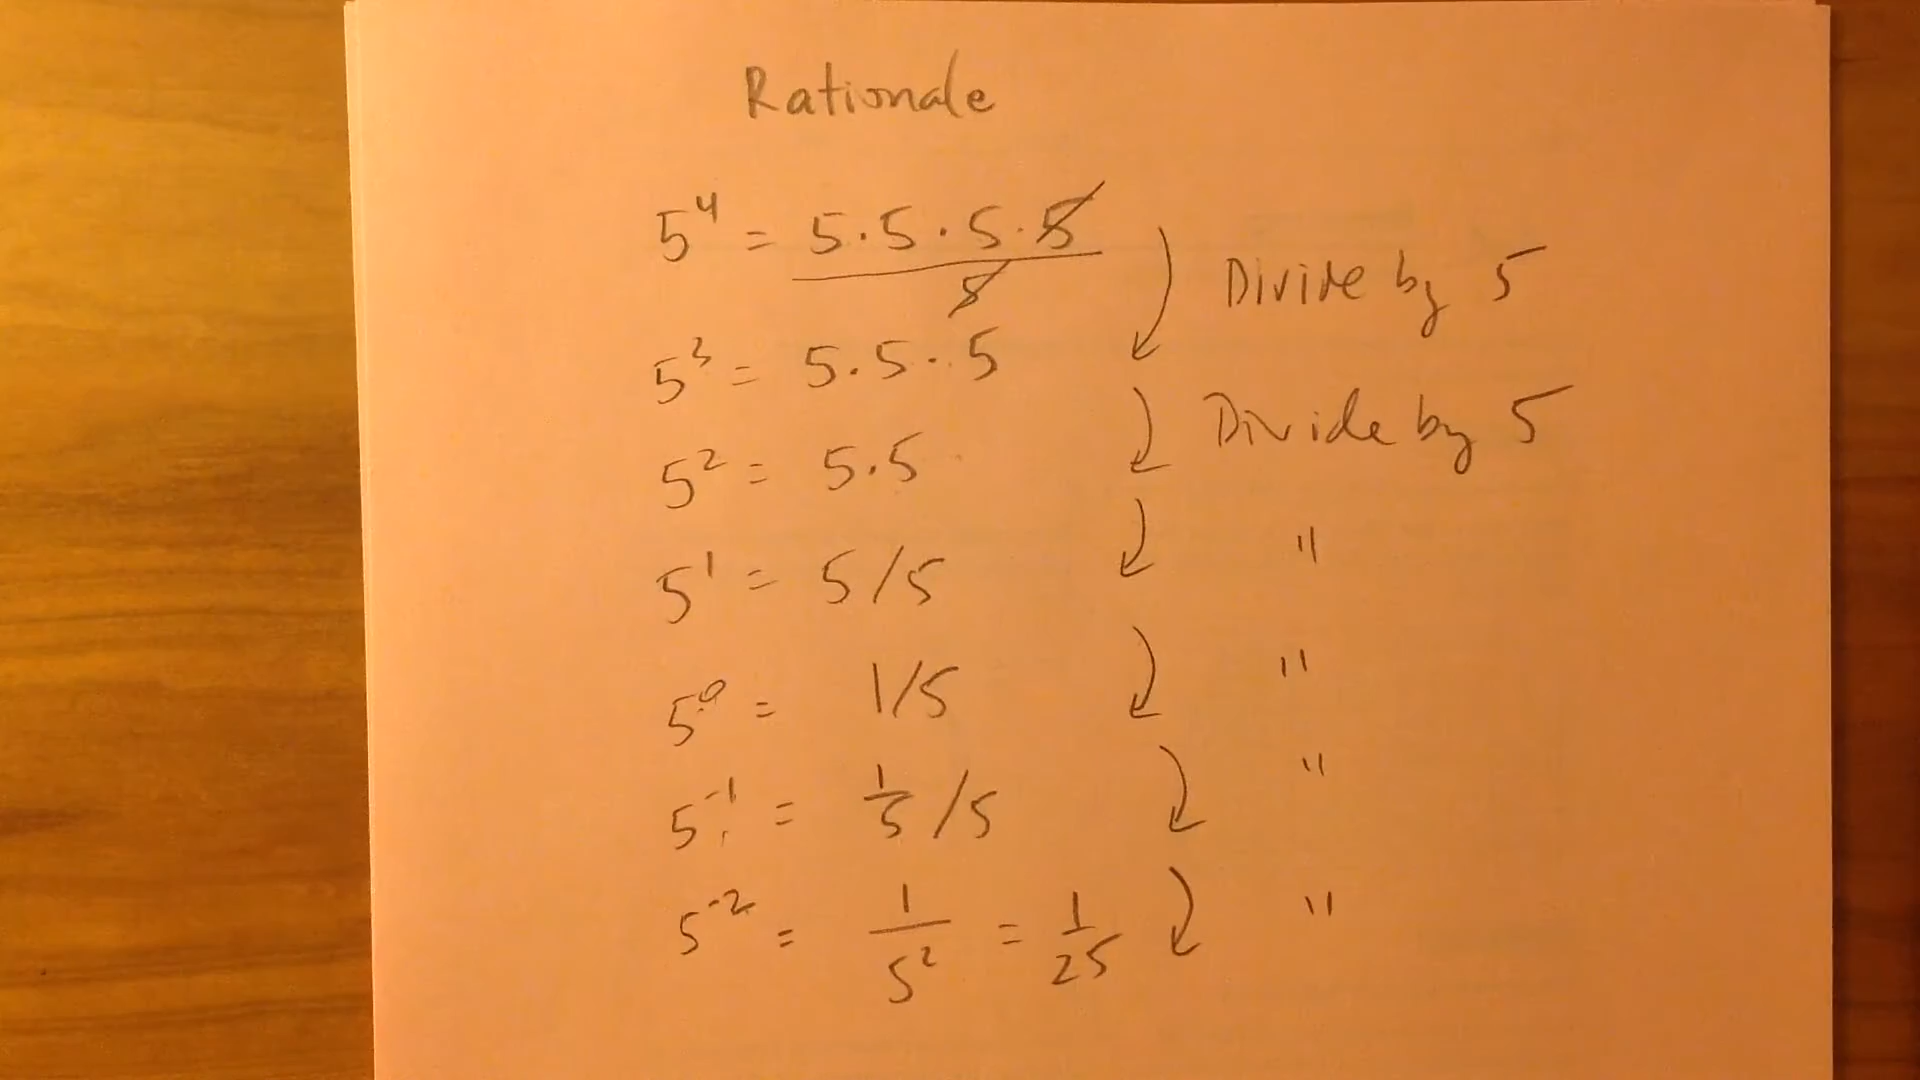 Rationale
5⁴ = 5·5·5·5
5
Divide by 5
5³ = 5·5·5
Divide by 5
5² = 5·5
"
5¹ = 5/5
"
5⁰ = 1/5
"
5⁻¹ = 1/5 /5
"
5⁻² = 1/5² = 1/25